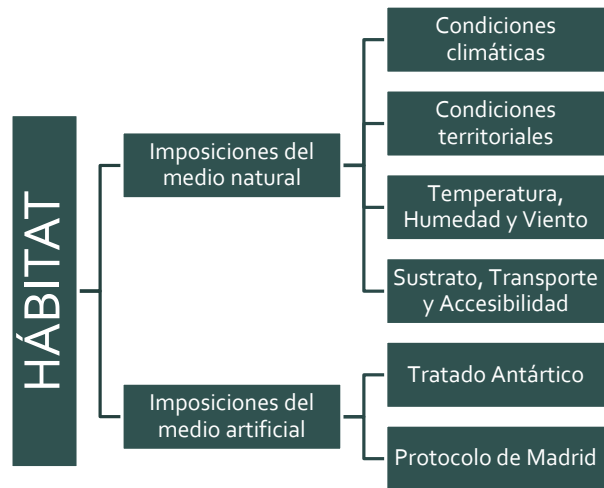 HÁBITAT
Imposiciones del
medio natural
Condiciones
climáticas
Condiciones
territoriales
Temperatura,
Humedad y Viento
Sustrato, Transporte
y Accesibilidad
Imposiciones del
medio artificial
Tratado Antártico
Protocolo de Madrid